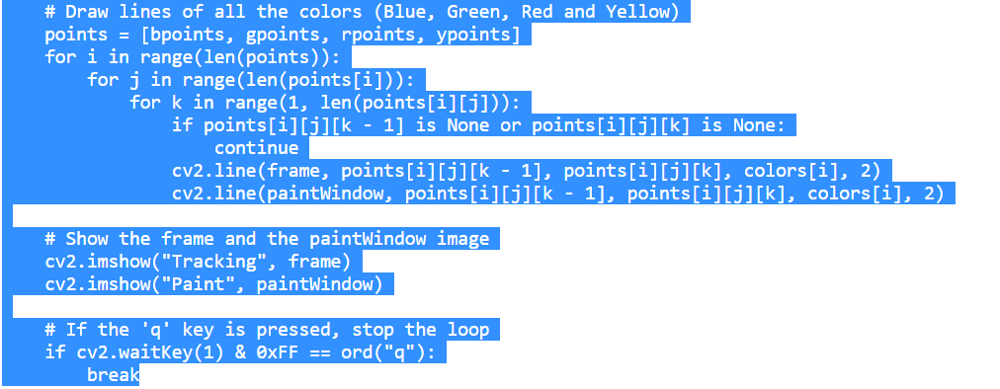 # Draw lines of all the colors (Blue, Green, Red and Yellow)
points = [bpoints, gpoints, rpoints, ypoints]
for i in range(len(points)):
for j in range(len(points[i])):
for k in range(1, len(points[i][j])):
if points[i][j][k - 1] is None or points[i][j][k] is None:
continue
cv2.line(frame, points[i][j][k - 1], points[i][j][k], colors[i], 2)
cv2.line(paintWindow, points[i][j][k - 1], points[i][j][k], colors[i], 2)
# Show the frame and the paintWindow image
cv2.imshow("Tracking", frame)
cv2.imshow("Paint", paintWindow)
# If the 'q' key is pressed, stop the loop
if cv2.waitKey(1) & 0xFF == ord("q"):
break